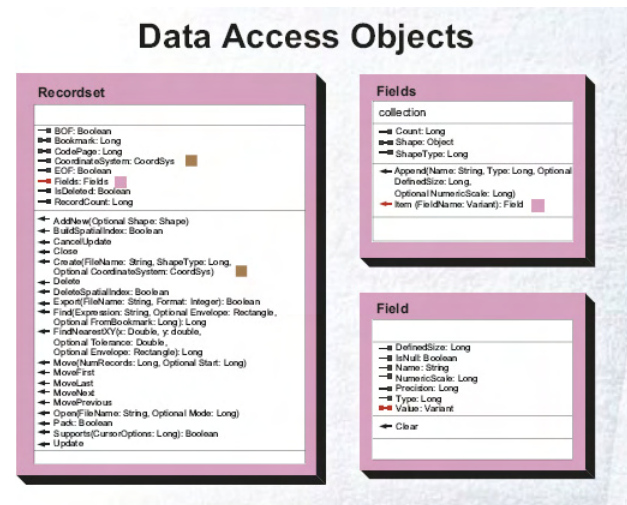 Data Access Objects
Recordset
BOF: Boolean
Bookmark: Long
CodePage: Long
CoordinateSystem: CoordSys
EOF: Boolean
Fields: Fields
IsDeleted: Boolean
RecordCount: Long
AddNew(Optional Shape: Shape)
BuildSpatialIndex: Boolean
CancelUpdate
Close
Create(FileName: String, ShapeType: Long,
Optional CoordinateSystem: CoordSys)
Delete
DeleteSpatialIndex: Boolean
Export(FileName: String, Format: Integer): Boolean
Find(Expression: String, Optional Envelope: Rectangle,
Optional FromBookmark: Long): Long
FindNearestXY(x: Double, y: double,
Optional Tolerance: Double,
Optional Envelope: Rectangle): Long
Move(NumRecords: Long, Optional Start: Long)
MoveFirst
MoveLast
MoveNext
MovePrevious
Open(FileName: String, Optional Mode: Long)
Pack: Boolean
Supports(CursorOptions: Long): Boolean
Update
Fields
collection
Count: Long
Shape: Object
ShapeType: Long
Append(Name: String, Type: Long, Optional
DefinedSize: Long,
Optional NumericScale: Long)
Item (FieldName: Variant): Field
Field
DefinedSize: Long
IsNull: Boolean
Name: String
NumericScale: Long
Precision: Long
Type: Long
Value: Variant
Clear